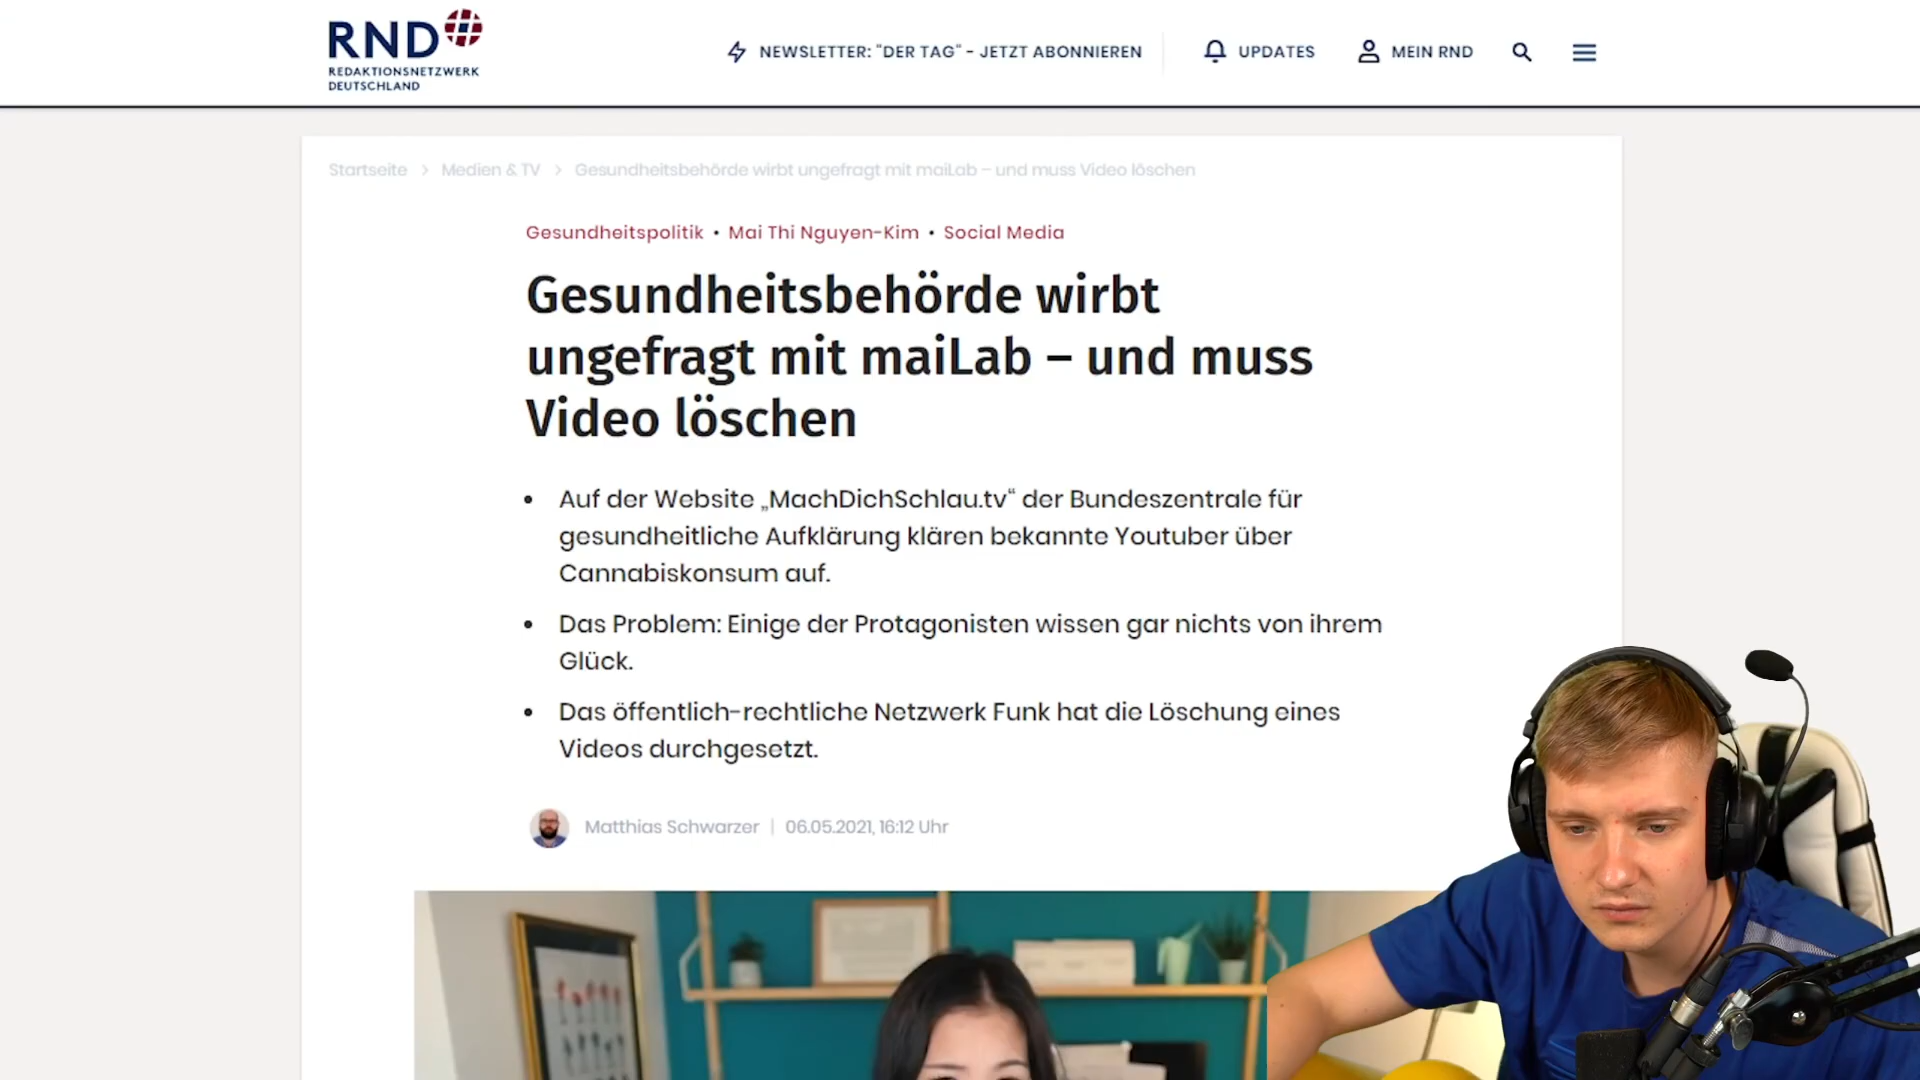 RND
REDAKTIONSNETZWERK
DEUTSCHLAND
NEWSLETTER: "DER TAG" - JETZT ABONNIEREN
UPDATES
MEIN RND
Startseite > Medien & TV > Gesundheitsbehörde wirbt ungefragt mit maiLab – und muss Video löschen
Gesundheitspolitik • Mai Thi Nguyen-Kim • Social Media
Gesundheitsbehörde wirbt
ungefragt mit maiLab – und muss
Video löschen
• Auf der Website „MachDichSchlau.tv“ der Bundeszentrale für
gesundheitliche Aufklärung klären bekannte Youtuber über
Cannabiskonsum auf.
• Das Problem: Einige der Protagonisten wissen gar nichts von ihrem
Glück.
• Das öffentlich-rechtliche Netzwerk Funk hat die Löschung eines
Videos durchgesetzt.
Matthias Schwarzer | 06.05.2021, 16:12 Uhr